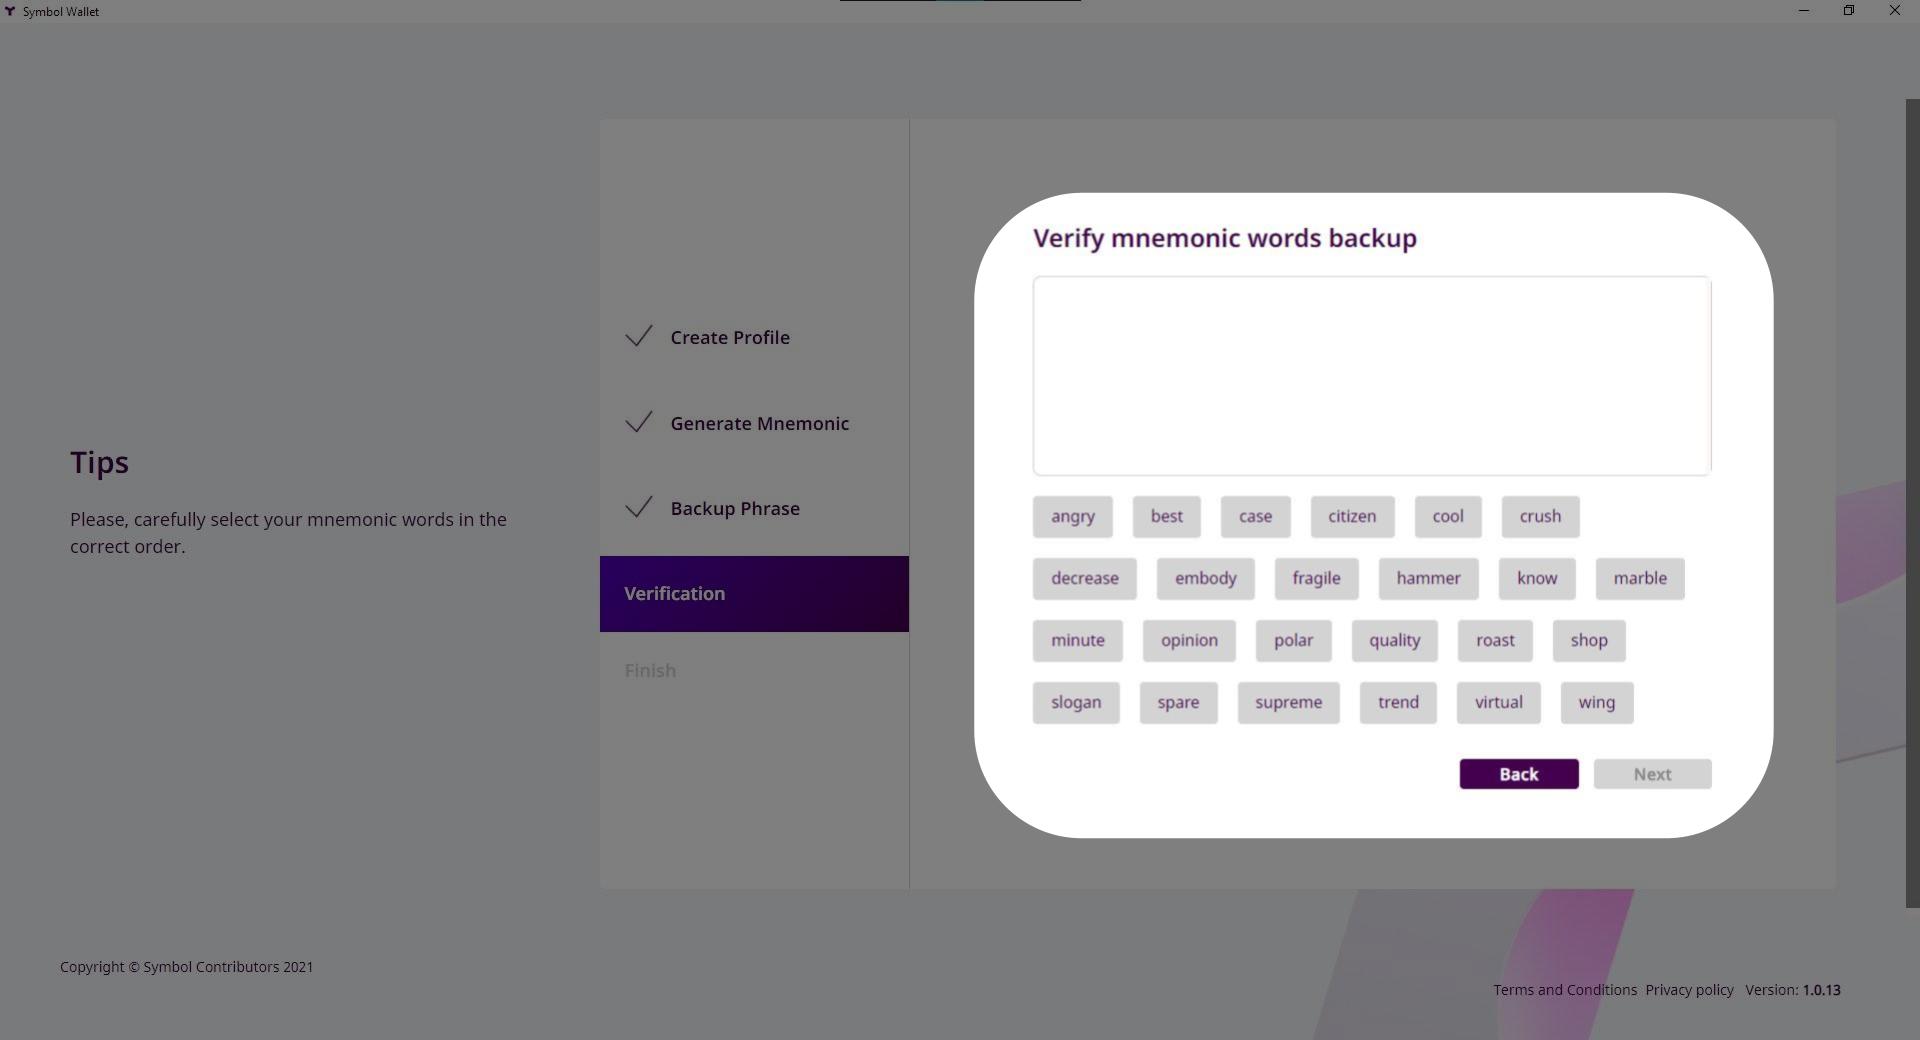 Symbol Wallet
Verify mnemonic words backup
Create Profile
Generate Mnemonic
Backup Phrase
Verification
Finish
Tips
Please, carefully select your mnemonic words in the
correct order.
angry best case citizen cool crush
decrease embody fragile hammer know marble
minute opinion polar quality roast shop
slogan spare supreme trend virtual wing
Back Next
Copyright © Symbol Contributors 2021
Terms and Conditions Privacy policy Version: 1.0.13